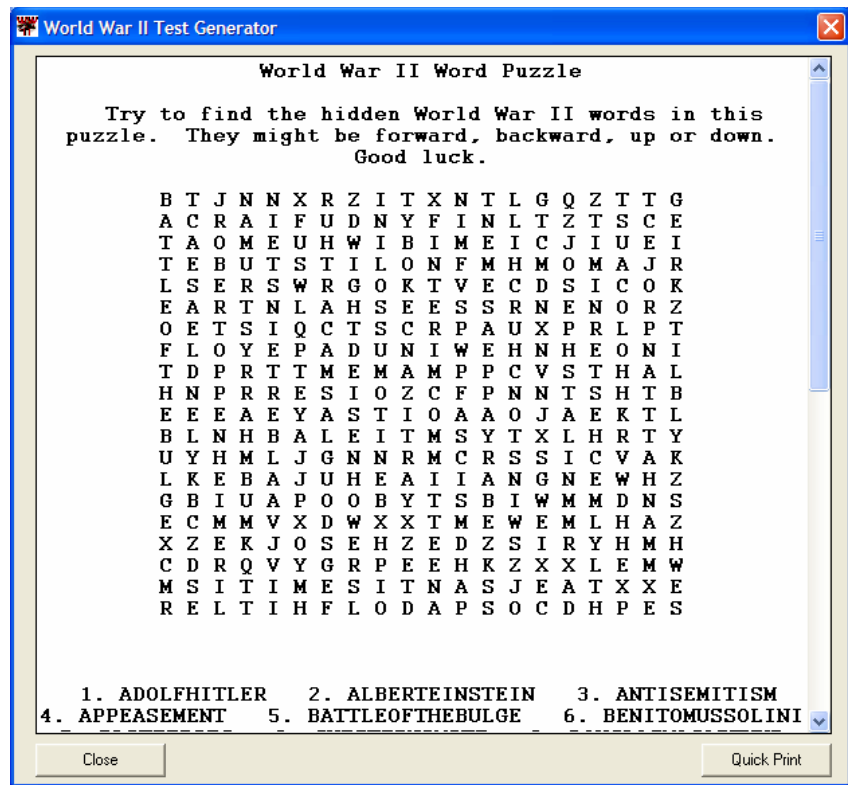 World War II Test Generator
World War II Word Puzzle
Try to find the hidden World War II words in this
puzzle. They might be forward, backward, up or down.
Good luck.
B T J N N X R Z I T X N T L G Q Z T T G
A C R A I F U D N Y F I N L T Z T S C E
T A O M E U H W I B I M E I C J I U E I
T E B U T S T I L O N F M H M O M A J R
L S E R S W R G O K T V E C D S I C O K
E A R T N L A H S E E S S R N E N O R Z
O E T S I Q C T S C R P A U X P R L P T
F L O Y E P A D U N I W E H N H E O N I
T D P R T T M E M A M P P C V S T H A L
H N P R R E S I O Z C F P N N T S H T B
E E E A E Y A S T I O A A O J A E K T L
B L N H B A L E I T M S Y T X L H R T Y
U Y H M L J G N N R M C R S S I C V A K
L K E B A J U H E A I I A N G N E W H Z
G B I U A P O O B Y T S B I W M M D N S
E C M M V X D W X X T M E W E M L H A Z
X Z E K J O S E H Z E D Z S I R Y H M H
C D R Q V Y G R P E E H K Z X X L E M W
M S I T I M E S I T N A S J E A T X X E
R E L T I H F L O D A P S O C D H P E S
1. ADOLFHITLER 2. ALBERTEINSTEIN 3. ANTISEMITISM
4. APPEASEMENT 5. BATTLEOFTHEBULGE 6. BENITOMUSSOLINI
Close Quick Print